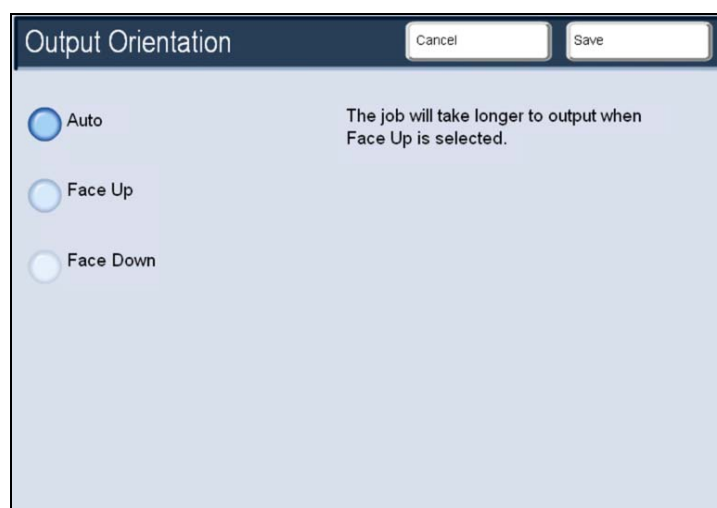 Output Orientation
Cancel
Save
Auto
The job will take longer to output when
Face Up is selected.
Face Up
Face Down